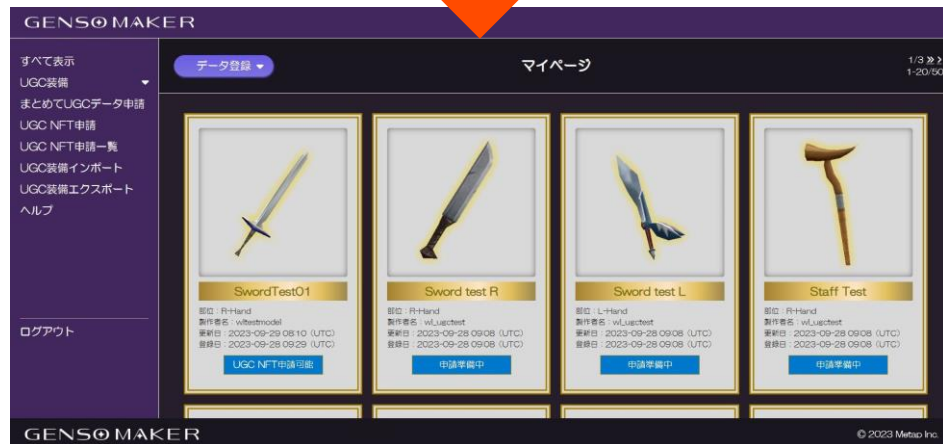 GENSO MAKER
すべて表示
UGC装備
まとめてUGCデータ申請
UGC NFT申請
UGC NFT申請一覧
UGC装備インポート
UGC装備エクスポート
ヘルプ
ログアウト
データ登録
マイページ
1/3
1-20/50
SwordTest01
部位 : R-Hand
製作者名 : wltestmodel
更新日 : 2023-09-29 08:10 (UTC)
登録日 : 2023-09-28 09:29 (UTC)
UGC NFT申請可能
Sword test R
部位 : R-Hand
製作者名 : wl_ugctest
更新日 : 2023-09-28 09:08 (UTC)
登録日 : 2023-09-28 09:08 (UTC)
申請準備中
Sword test L
部位 : L-Hand
製作者名 : wl_ugctest
更新日 : 2023-09-28 09:08 (UTC)
登録日 : 2023-09-28 09:08 (UTC)
申請準備中
Staff Test
部位 : R-Hand
製作者名 : wl_ugctest
更新日 : 2023-09-28 09:08 (UTC)
登録日 : 2023-09-28 09:08 (UTC)
申請準備中
GENSO MAKER
© 2023 Metap Inc.